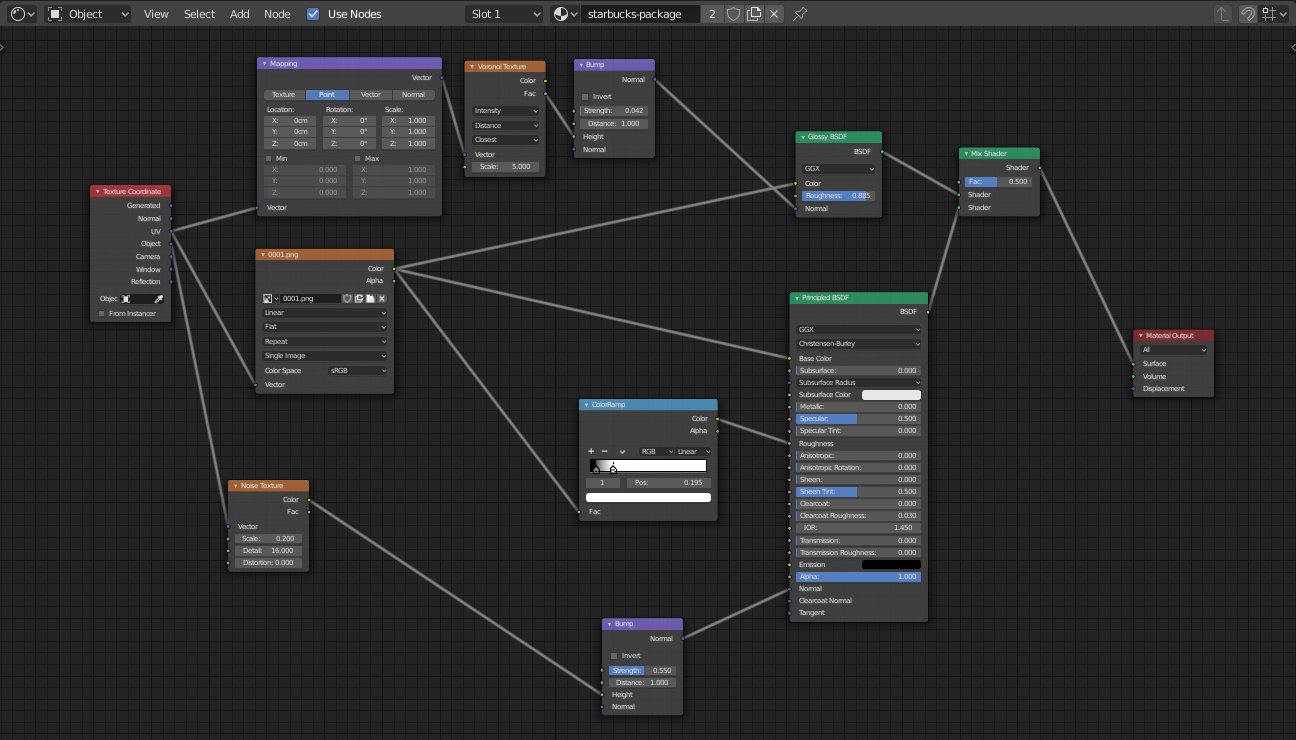 Object View Select Add Node Use Nodes Slot 1 starbucks-package 2
Mapping
Vector
Texture Point Vector Normal
Location: Rotation: Scale:
X: 0cm X: 0° X: 1.000
Y: 0cm Y: 0° Y: 1.000
Z: 0cm Z: 0° Z: 1.000
Min Max
X: 0.000 X: 1.000
Y: 0.000 Y: 1.000
Z: 0.000 Z: 1.000
Vector
Voronoi Texture
Color
Fac
Intensity
Distance
Closest
Vector
Scale: 5.000
Bump
Normal
Invert
Strength: 0.042
Distance: 1.000
Height
Normal
Glossy BSDF
BSDF
GGX
Color
Roughness: 0.885
Normal
Mix Shader
Shader
Fac: 0.500
Shader
Shader
Texture Coordinate
Generated
Normal
UV
Object
Camera
Window
Reflection
Objec
From Instancer
0001.png
Color
Alpha
0001.png
Linear
Flat
Repeat
Single Image
Color Space sRGB
Vector
Principled BSDF
BSDF
GGX
Christensen-Burley
Base Color
Subsurface: 0.000
Subsurface Radius
Subsurface Color
Metallic: 0.000
Specular: 0.500
Specular Tint: 0.000
Roughness
Anisotropic: 0.000
Anisotropic Rotation: 0.000
Sheen: 0.000
Sheen Tint: 0.500
Clearcoat: 0.000
Clearcoat Roughness: 0.030
IOR: 1.450
Transmission: 0.000
Transmission Roughness: 0.000
Emission
Alpha: 1.000
Normal
Clearcoat Normal
Tangent
Material Output
All
Surface
Volume
Displacement
ColorRamp
Color
Alpha
RGB Linear
1 Pos: 0.195
Fac
Noise Texture
Color
Fac
Vector
Scale: 0.200
Detail: 16.000
Distortion: 0.000
Bump
Normal
Invert
Strength: 0.550
Distance: 1.000
Height
Normal